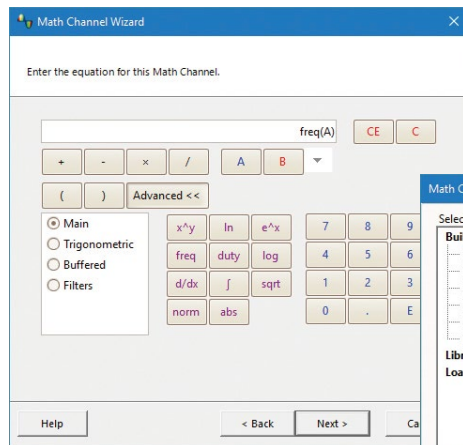 Math Channel Wizard
Enter the equation for this Math Channel.
freq(A)
CE C
+ - × / A B
( ) Advanced <<
Main
Trigonometric
Buffered
Filters
x^y ln e^x
freq duty log
d/dx ∫ sqrt
norm abs
7 8 9
4 5 6
1 2 3
0 . E
Help < Back Next > Ca
Math C
Selec
Bui
Libr
Loa